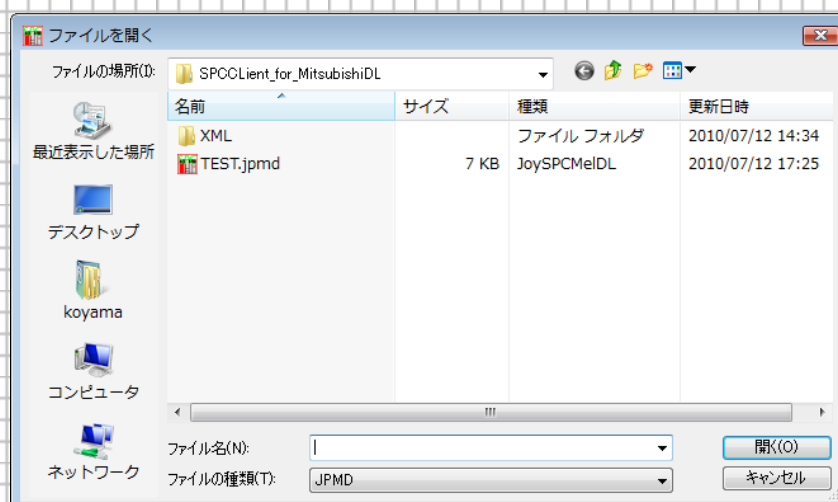 ファイルを開く
ファイルの場所(I):
SPCCLient_for_MitsubishiDL
名前 サイズ 種類 更新日時
XML ファイル フォルダ 2010/07/12 14:34
TEST.jpmd 7 KB JoySPCMelDL 2010/07/12 17:25
最近表示した場所
デスクトップ
koyama
コンピュータ
ネットワーク
ファイル名(N):
開く(O)
ファイルの種類(T):
JPMD
キャンセル